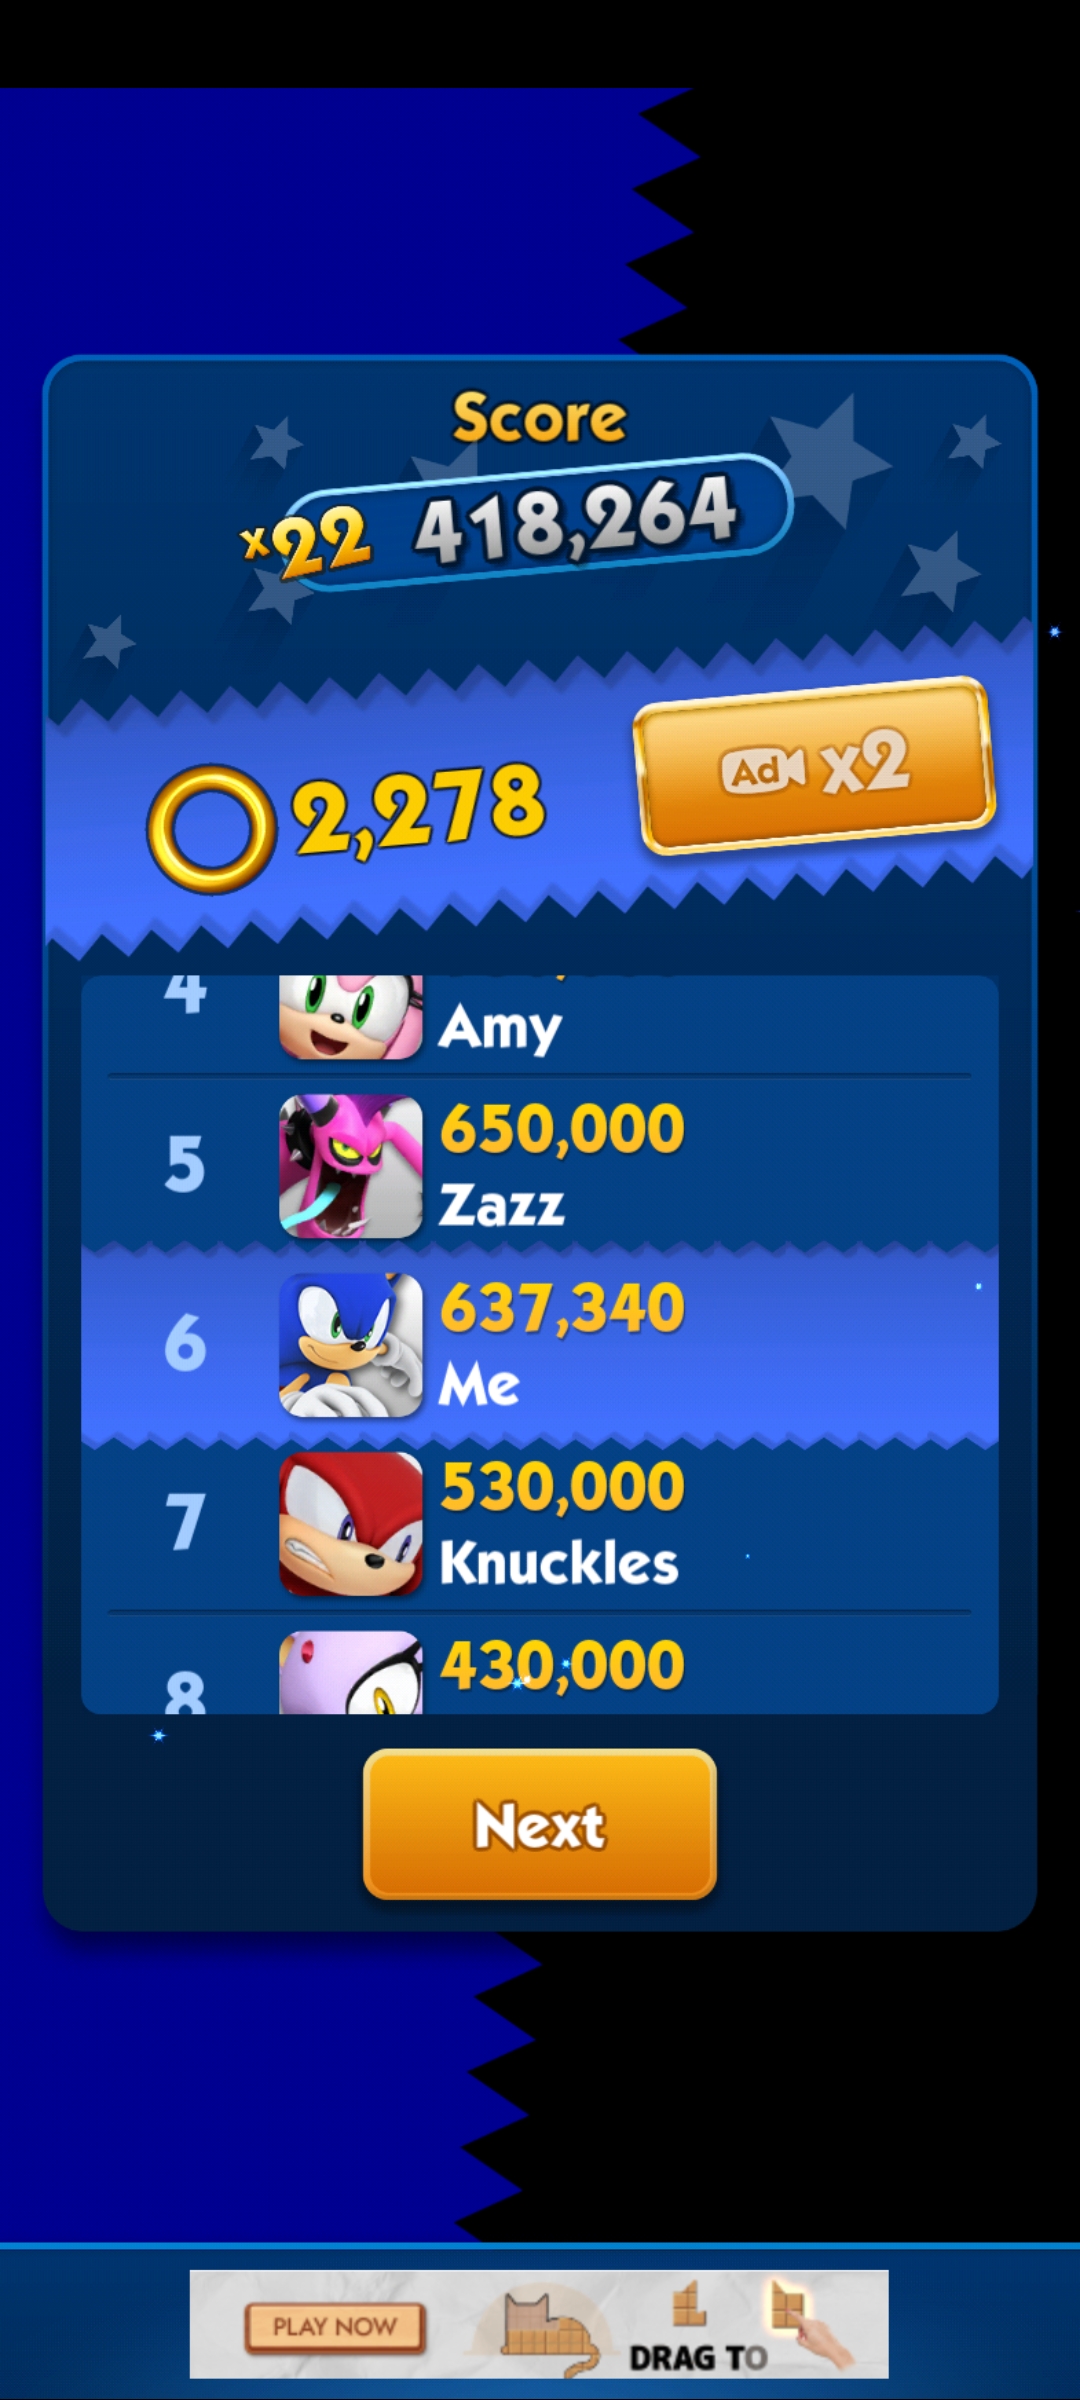 Score
x22 418,264
2,278
Ad x2
4
Amy
5
650,000
Zazz
6
637,340
Me
7
530,000
Knuckles
8
430,000
Next
PLAY NOW
DRAG TO